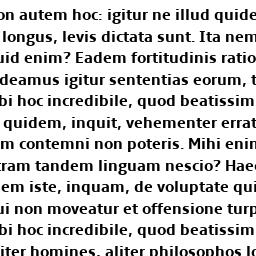 on autem hoc: igitur ne illud quide
longus, levis dictata sunt. Ita nem
uid enim? Eadem fortitudinis ratio
deamus igitur sententias eorum, t
bi hoc incredibile, quod beatissim
quidem, inquit, vehementer errat
m contemni non poteris. Mihi enim
tram tandem linguam nescio? Haec
em iste, inquam, de voluptate qui
ui non moveatur et offensione turp
bi hoc incredibile, quod beatissim
liter homines, aliter philosophos lo